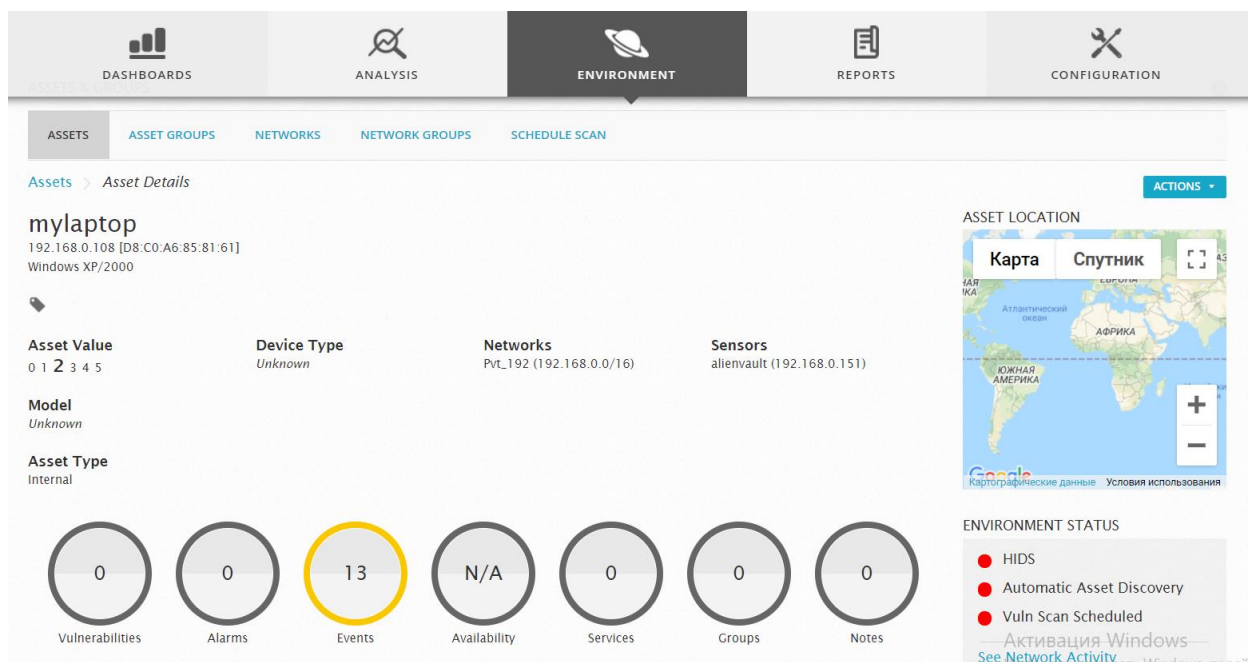 DASHBOARDS
ANALYSIS
ENVIRONMENT
REPORTS
CONFIGURATION
ASSETS & GROUPS
ASSETS
ASSET GROUPS
NETWORKS
NETWORK GROUPS
SCHEDULE SCAN
Assets > Asset Details
ACTIONS
mylaptop
192.168.0.108 [D8:C0:A6:85:81:61]
Windows XP/2000
Asset Value
0 1 2 3 4 5
Device Type
Unknown
Networks
Pvt_192 (192.168.0.0/16)
Sensors
alienvault (192.168.0.151)
Model
Unknown
Asset Type
Internal
0
Vulnerabilities
0
Alarms
13
Events
N/A
Availability
0
Services
0
Groups
0
Notes
ASSET LOCATION
Карта
Спутник
ЕВРОПА
Атлантический
океан
АФРИКА
ЮЖНАЯ
АМЕРИКА
+
−
Google
Картографические данные
Условия использования
ENVIRONMENT STATUS
HIDS
Automatic Asset Discovery
Vuln Scan Scheduled
Активация Windows
See Network Activity